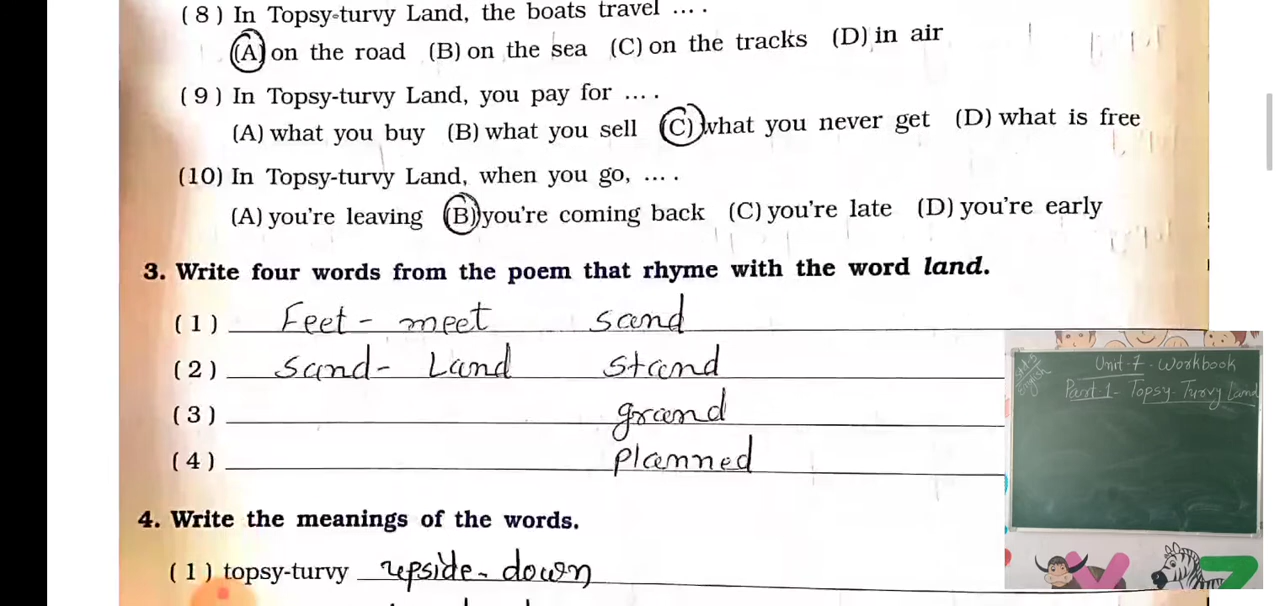 (8) In Topsy-turvy Land, the boats travel ... .
(A) on the road (B) on the sea (C) on the tracks (D) in air
(9) In Topsy-turvy Land, you pay for ... .
(A) what you buy (B) what you sell (C) what you never get (D) what is free
(10) In Topsy-turvy Land, when you go, ... .
(A) you're leaving (B) you're coming back (C) you're late (D) you're early
3. Write four words from the poem that rhyme with the word land.
(1) Feet - meet sand
(2) Sand - Land stand
(3) grand
(4) planned
4. Write the meanings of the words.
(1) topsy-turvy upside-down
Std-5
English
Unit-7 - Workbook
Part-1 - Topsy-Turvy Land
Y Z